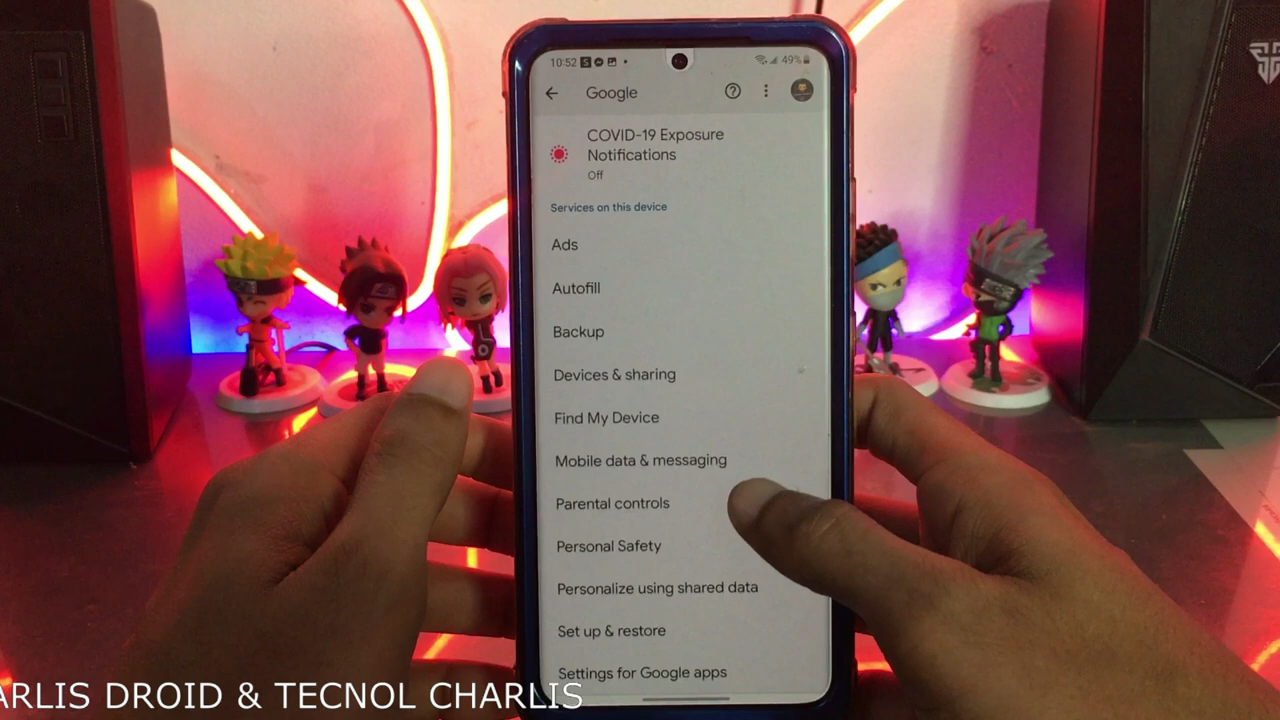 10:52 49%
Google
COVID-19 Exposure
Notifications
Off
Services on this device
Ads
Autofill
Backup
Devices & sharing
Find My Device
Mobile data & messaging
Parental controls
Personal Safety
Personalize using shared data
Set up & restore
Settings for Google apps
ARLIS DROID & TECNOL CHARLIS